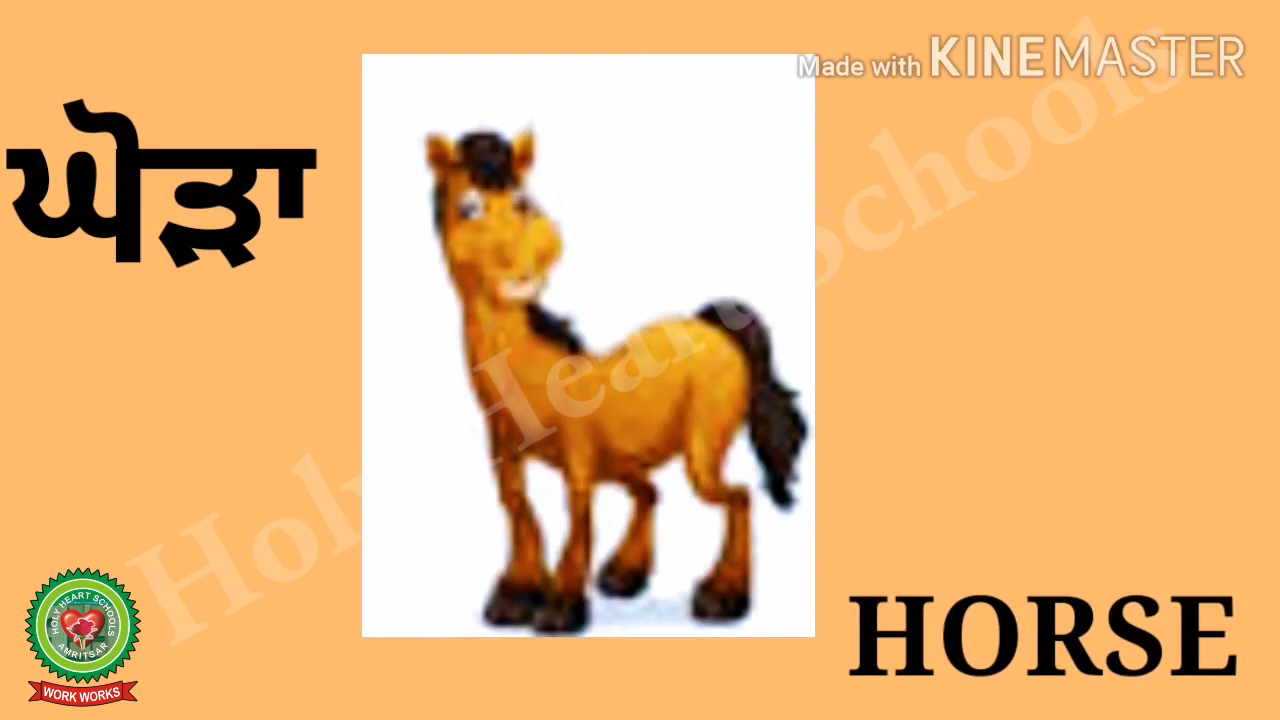 Made with KINEMASTER
ਘੋੜਾ
Holy Heart Schools
HORSE
HOLY HEART SCHOOLS
AMRITSAR
WORK WORKS